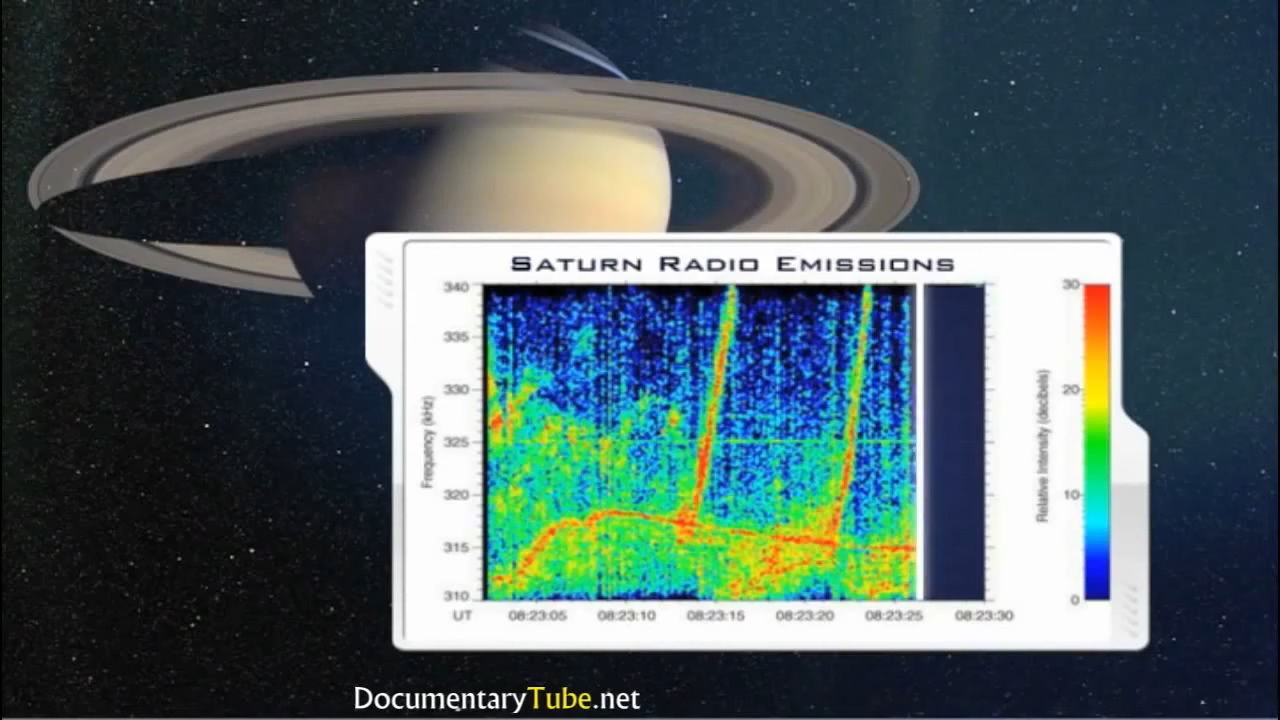 SATURN RADIO EMISSIONS
340
335
330
325
320
315
310
Frequency (kHz)
UT 08:23:05 08:23:10 08:23:15 08:23:20 08:23:25 08:23:30
30
20
10
0
Relative Intensity (decibels)
DocumentaryTube.net